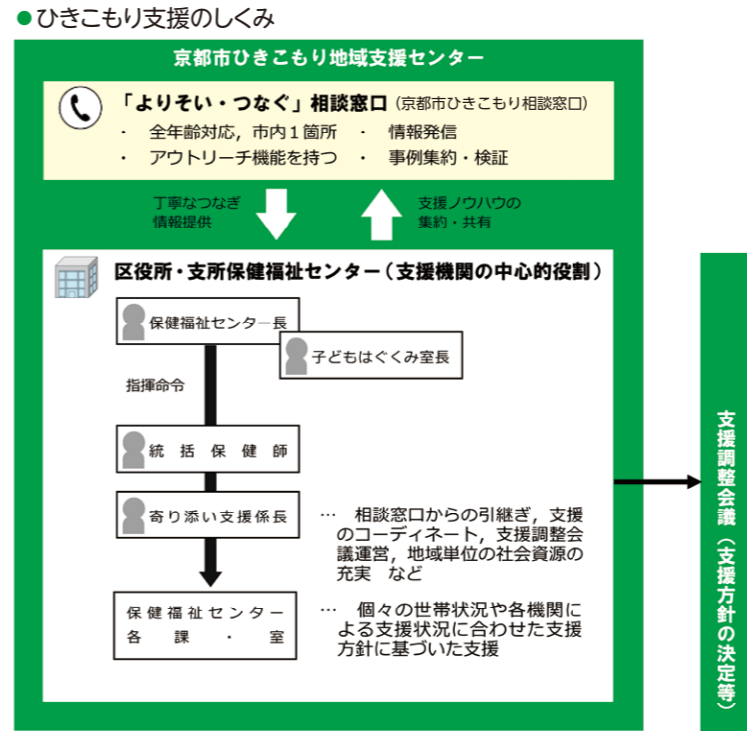 ●ひきこもり支援のしくみ
京都市ひきこもり地域支援センター
「よりそい・つなぐ」相談窓口（京都市ひきこもり相談窓口）
・ 全年齢対応，市内１箇所 ・ 情報発信
・ アウトリーチ機能を持つ ・ 事例集約・検証
丁寧なつなぎ
情報提供
支援ノウハウの
集約・共有
区役所・支所保健福祉センター（支援機関の中心的役割）
保健福祉センター長
子どもはぐくみ室長
指揮命令
統括保健師
寄り添い支援係長
… 相談窓口からの引継ぎ，支援
のコーディネート，支援調整会
議運営，地域単位の社会資源の
充実 など
保健福祉センター
各課・室
… 個々の世帯状況や各機関に
よる支援状況に合わせた支援
方針に基づいた支援
支援調整会議（支援方針の決定等）